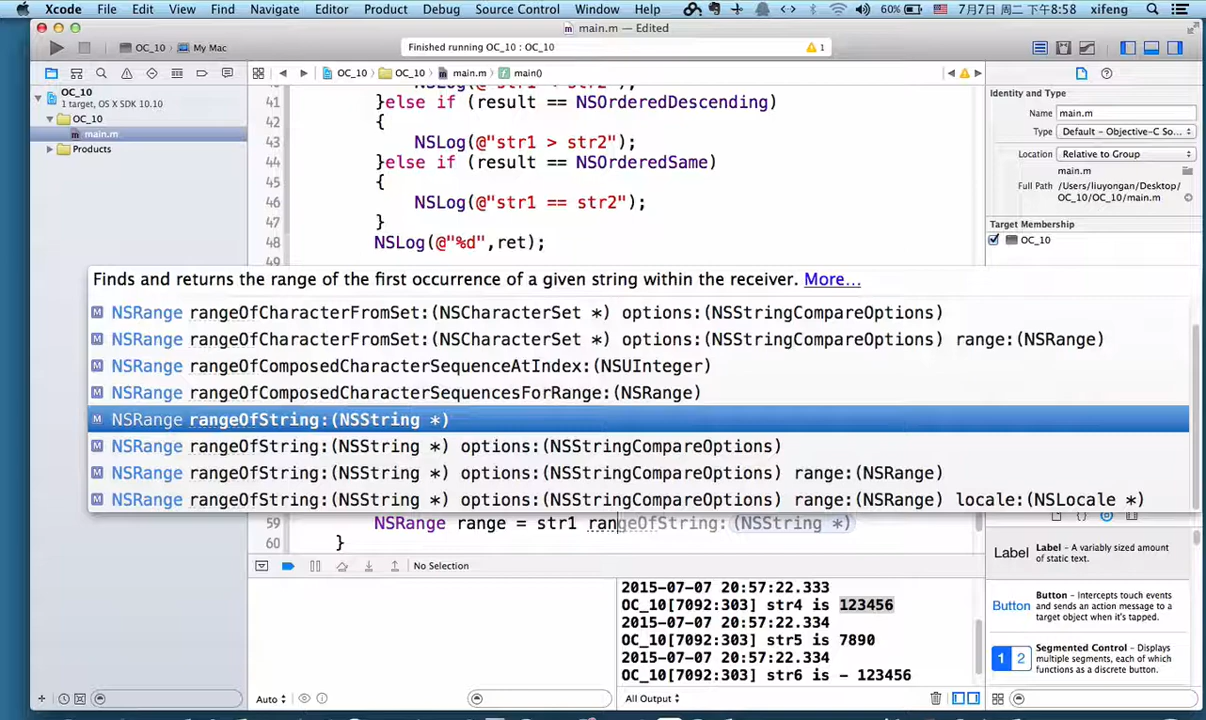 Xcode File Edit View Find Navigate Editor Product Debug Source Control Window Help 60% 7月7日 周二 下午8:58 xifeng
main.m — Edited
OC_10 My Mac Finished running OC_10 : OC_10 1
OC_10 OC_10 main.m main()
OC_10
1 target, OS X SDK 10.10
OC_10
main.m
Products
41 }else if (result == NSOrderedDescending)
42 {
43 NSLog(@"str1 > str2");
44 }else if (result == NSOrderedSame)
45 {
46 NSLog(@"str1 == str2");
47 }
48 NSLog(@"%d",ret);
49
Finds and returns the range of the first occurrence of a given string within the receiver. More...
M NSRange rangeOfCharacterFromSet:(NSCharacterSet *) options:(NSStringCompareOptions)
M NSRange rangeOfCharacterFromSet:(NSCharacterSet *) options:(NSStringCompareOptions) range:(NSRange)
M NSRange rangeOfComposedCharacterSequenceAtIndex:(NSUInteger)
M NSRange rangeOfComposedCharacterSequencesForRange:(NSRange)
M NSRange rangeOfString:(NSString *)
M NSRange rangeOfString:(NSString *) options:(NSStringCompareOptions)
M NSRange rangeOfString:(NSString *) options:(NSStringCompareOptions) range:(NSRange)
M NSRange rangeOfString:(NSString *) options:(NSStringCompareOptions) range:(NSRange) locale:(NSLocale *)
59 NSRange range = str1 rangeOfString:(NSString *)
60 }
No Selection
2015-07-07 20:57:22.333
OC_10[7092:303] str4 is 123456
2015-07-07 20:57:22.334
OC_10[7092:303] str5 is 7890
2015-07-07 20:57:22.334
OC_10[7092:303] str6 is - 123456
Auto All Output
Identity and Type
Name main.m
Type Default - Objective-C So...
Location Relative to Group
main.m
Full Path /Users/liuyongan/Desktop/
OC_10/OC_10/main.m
Target Membership
OC_10
Label Label - A variably sized amount
of static text.
Button Button - Intercepts touch events
and sends an action message to a
target object when it's tapped.
1 2 Segmented Control - Displays
multiple segments, each of which
functions as a discrete button.